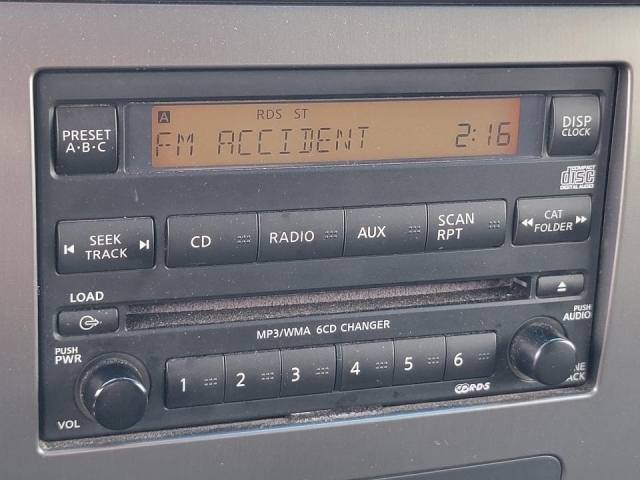 PRESET
A·B·C
A RDS ST
FM ACCIDENT 2:16
DISP
CLOCK
COMPACT
disc
DIGITAL AUDIO
SEEK
TRACK
CD
RADIO
AUX
SCAN
RPT
CAT
FOLDER
LOAD
MP3/WMA 6CD CHANGER
PUSH
AUDIO
PUSH
PWR
VOL
1
2
3
4
5
6
RDS